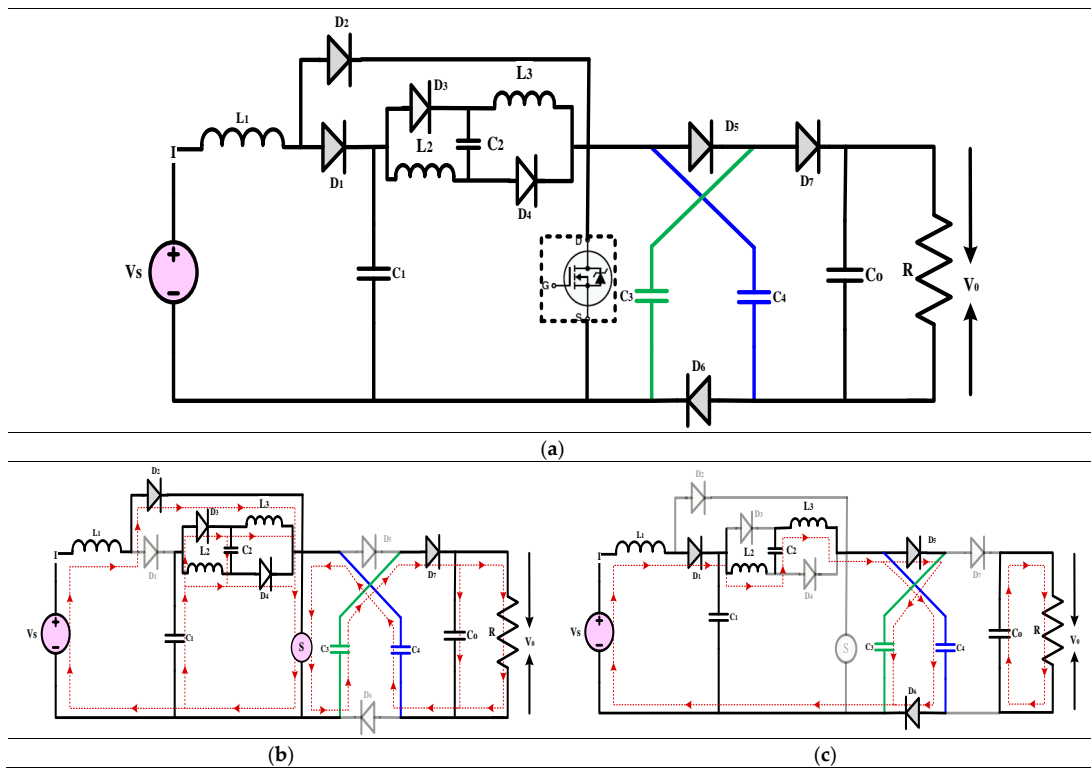 D2
L3
D3
L1
L2
C2
D5
I
D1
D4
D7
D
Vs
C1
G
C3
C4
Co
R
V0
S
D6
(a)
D2
L3
D3
L1
L2
C2
D5
I
D1
D7
D4
Vs
C1
S
C3
C4
Co
R
V0
D6
(b)
D2
L3
D3
L1
L2
C2
D5
I
D1
D4
D7
Vs
C1
S
C3
C4
Co
R
V0
D6
(c)